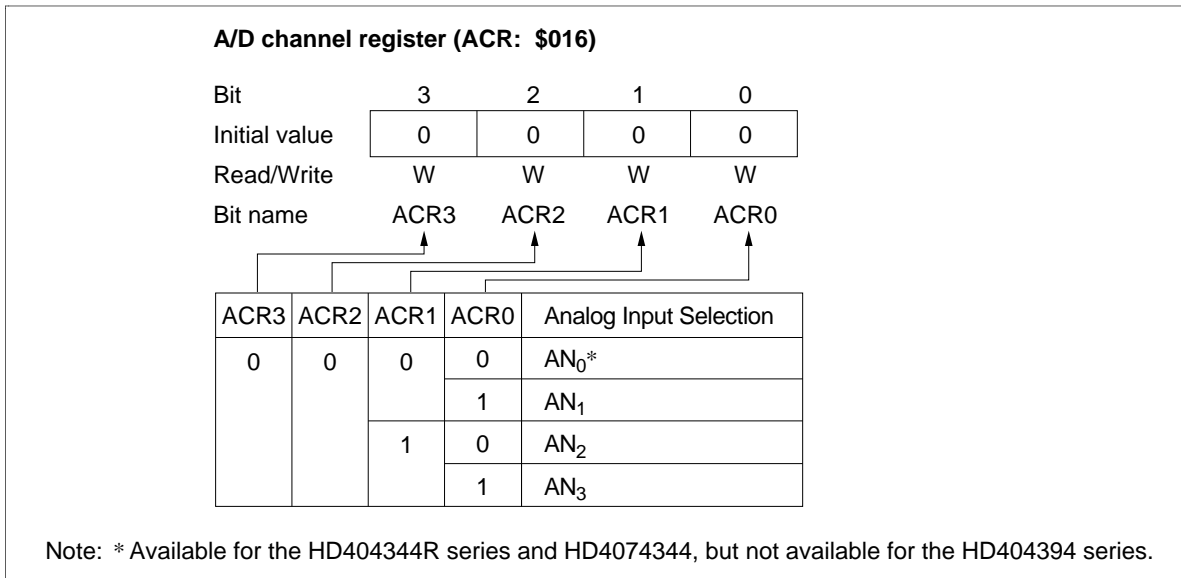 A/D channel register (ACR: $016)
Bit 3 2 1 0
Initial value 0 0 0 0
Read/Write W W W W
Bit name ACR3 ACR2 ACR1 ACR0
ACR3 ACR2 ACR1 ACR0 Analog Input Selection
0 0 0 0 AN0*
1 AN1
1 0 AN2
1 AN3
Note: * Available for the HD404344R series and HD4074344, but not available for the HD404394 series.